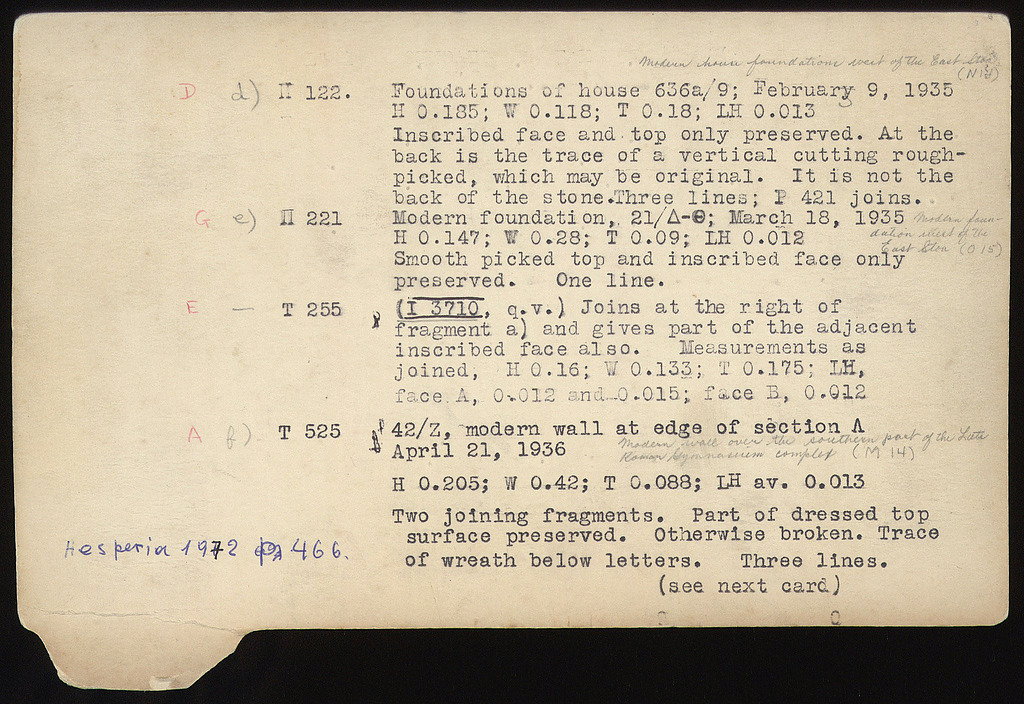 Modern house foundations west of the East Stoa
(N 14)
D d) Π 122. Foundations of house 636a/9; February 9, 1935
H 0.185; W 0.118; T 0.18; LH 0.013
Inscribed face and top only preserved. At the
back is the trace of a vertical cutting rough-
picked, which may be original. It is not the
back of the stone.Three lines; P 421 joins.
G e) Π 221 Modern foundation, 21/Δ-Θ; March 18, 1935 Modern foun-
dation west of the
H 0.147; W 0.28; T 0.09; LH 0.012 East Stoa (O 15)
Smooth picked top and inscribed face only
preserved. One line.
E — T 255 (I 3710, q.v.) Joins at the right of
fragment a) and gives part of the adjacent
inscribed face also. Measurements as
joined, H 0.16; W 0.133; T 0.175; LH,
face A, 0.012 and 0.015; face B, 0.012
A f) T 525 42/Z, modern wall at edge of section Λ
April 21, 1936 Modern wall over the southern part of the Late
Roman Gymnasium complex (M 14)
H 0.205; W 0.42; T 0.088; LH av. 0.013
Two joining fragments. Part of dressed top
surface preserved. Otherwise broken. Trace
Hesperia 1972 466.
of wreath below letters. Three lines.
(see next card)